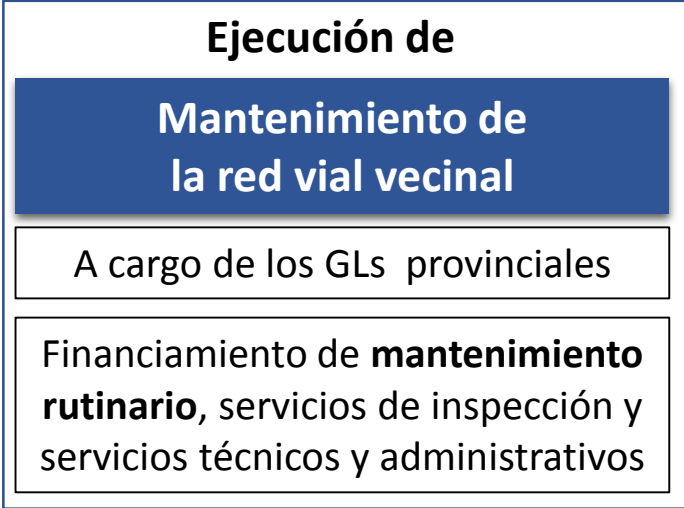 Ejecución de
Mantenimiento de
la red vial vecinal
A cargo de los GLs provinciales
Financiamiento de mantenimiento
rutinario, servicios de inspección y
servicios técnicos y administrativos